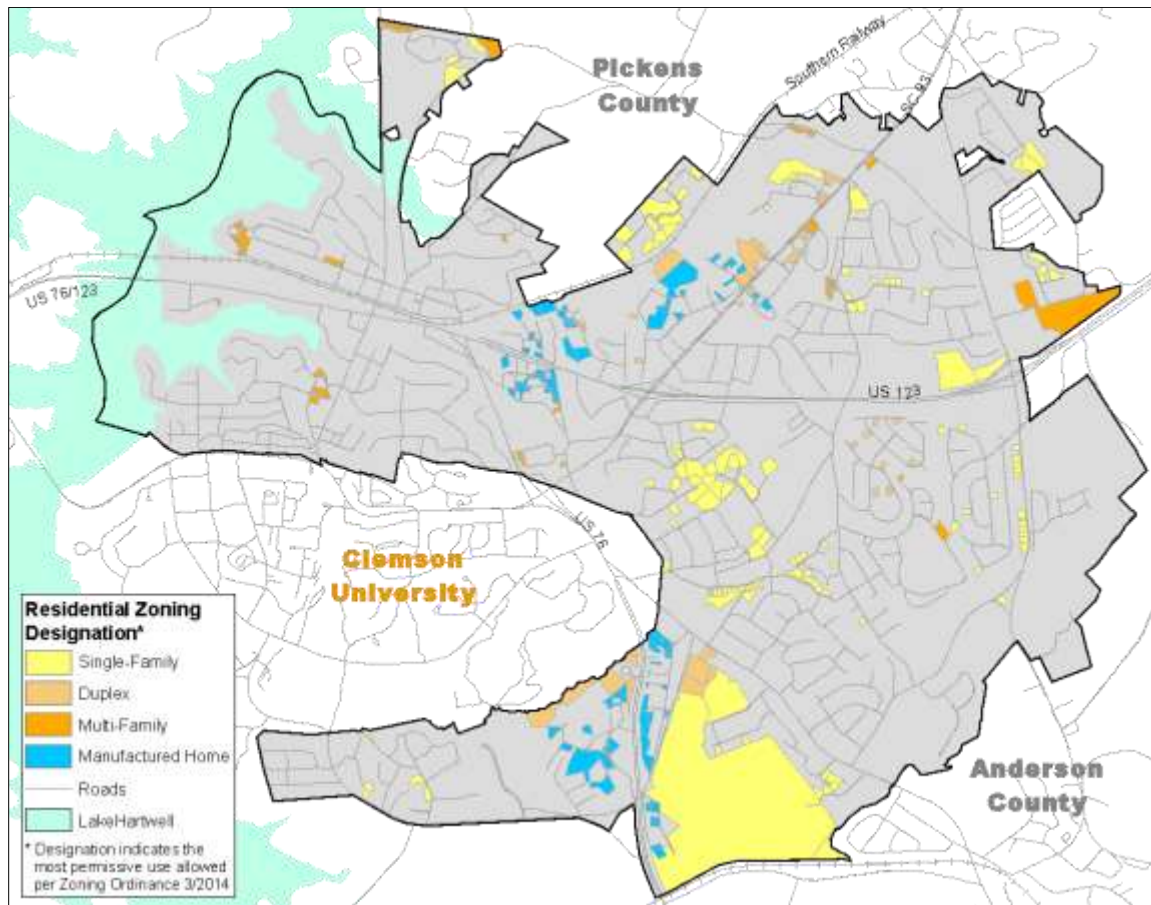 Pickens
County
Southern Railway
SC 93
US 76/123
US 123
US 76
Clemson
University
Anderson
County
Residential Zoning
Designation*
Single-Family
Duplex
Multi-Family
Manufactured Home
Roads
LakeHartwell
* Designation indicates the
most permissive use allowed
per Zoning Ordinance 3/2014